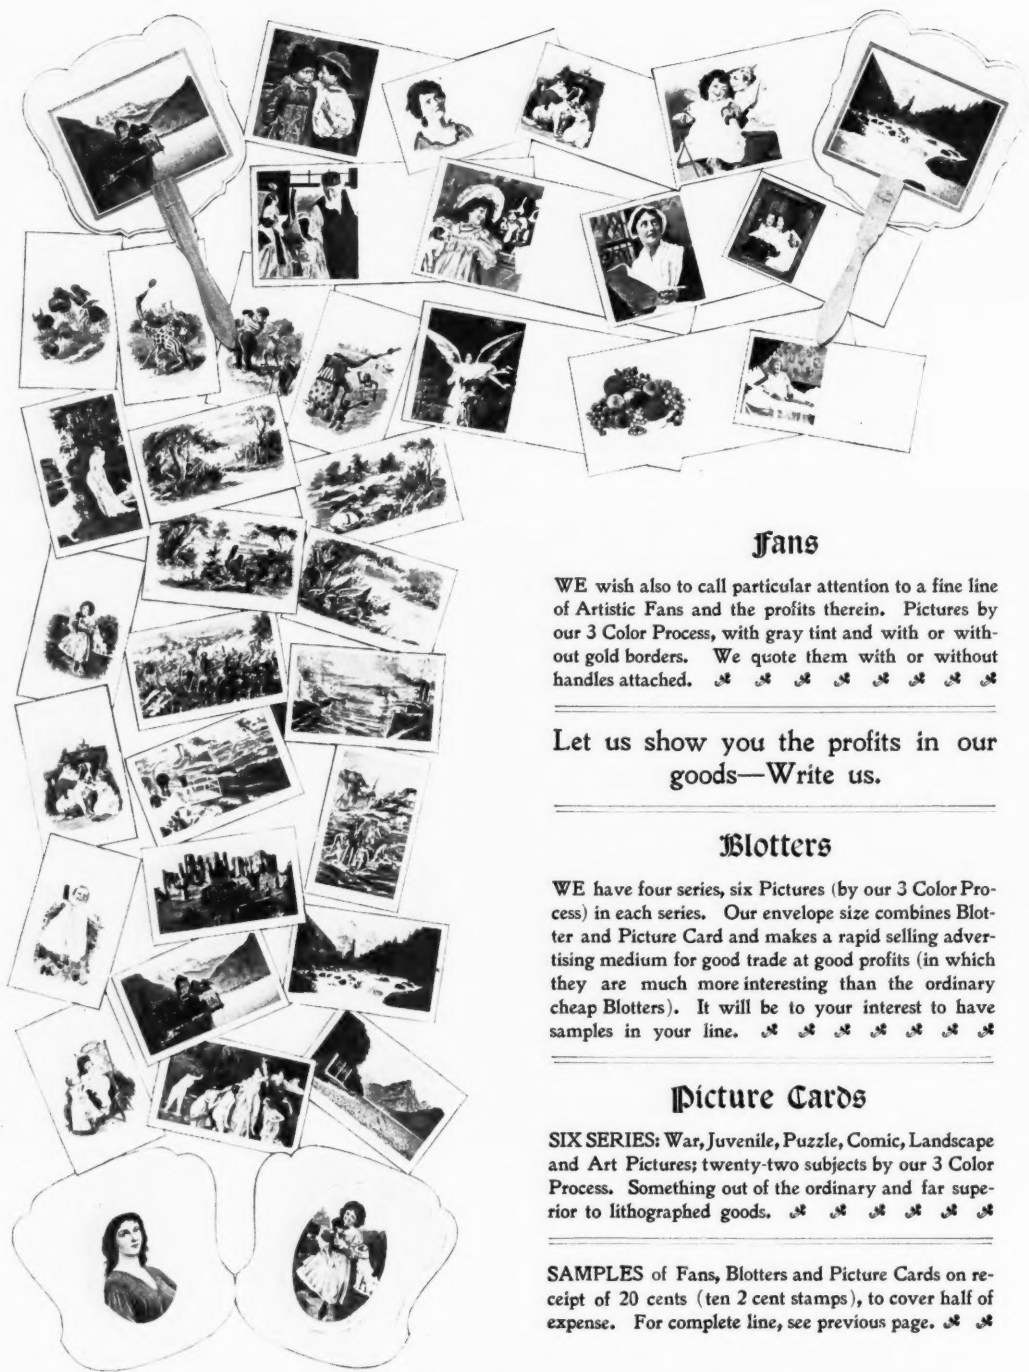 Fans
WE wish also to call particular attention to a fine line
of Artistic Fans and the profits therein. Pictures by
our 3 Color Process, with gray tint and with or with-
out gold borders. We quote them with or without
handles attached.
Let us show you the profits in our
goods—Write us.
Blotters
WE have four series, six Pictures (by our 3 Color Pro-
cess) in each series. Our envelope size combines Blot-
ter and Picture Card and makes a rapid selling adver-
tising medium for good trade at good profits (in which
they are much more interesting than the ordinary
cheap Blotters). It will be to your interest to have
samples in your line.
Picture Cards
SIX SERIES: War, Juvenile, Puzzle, Comic, Landscape
and Art Pictures; twenty-two subjects by our 3 Color
Process. Something out of the ordinary and far supe-
rior to lithographed goods.
SAMPLES of Fans, Blotters and Picture Cards on re-
ceipt of 20 cents (ten 2 cent stamps), to cover half of
expense. For complete line, see previous page.